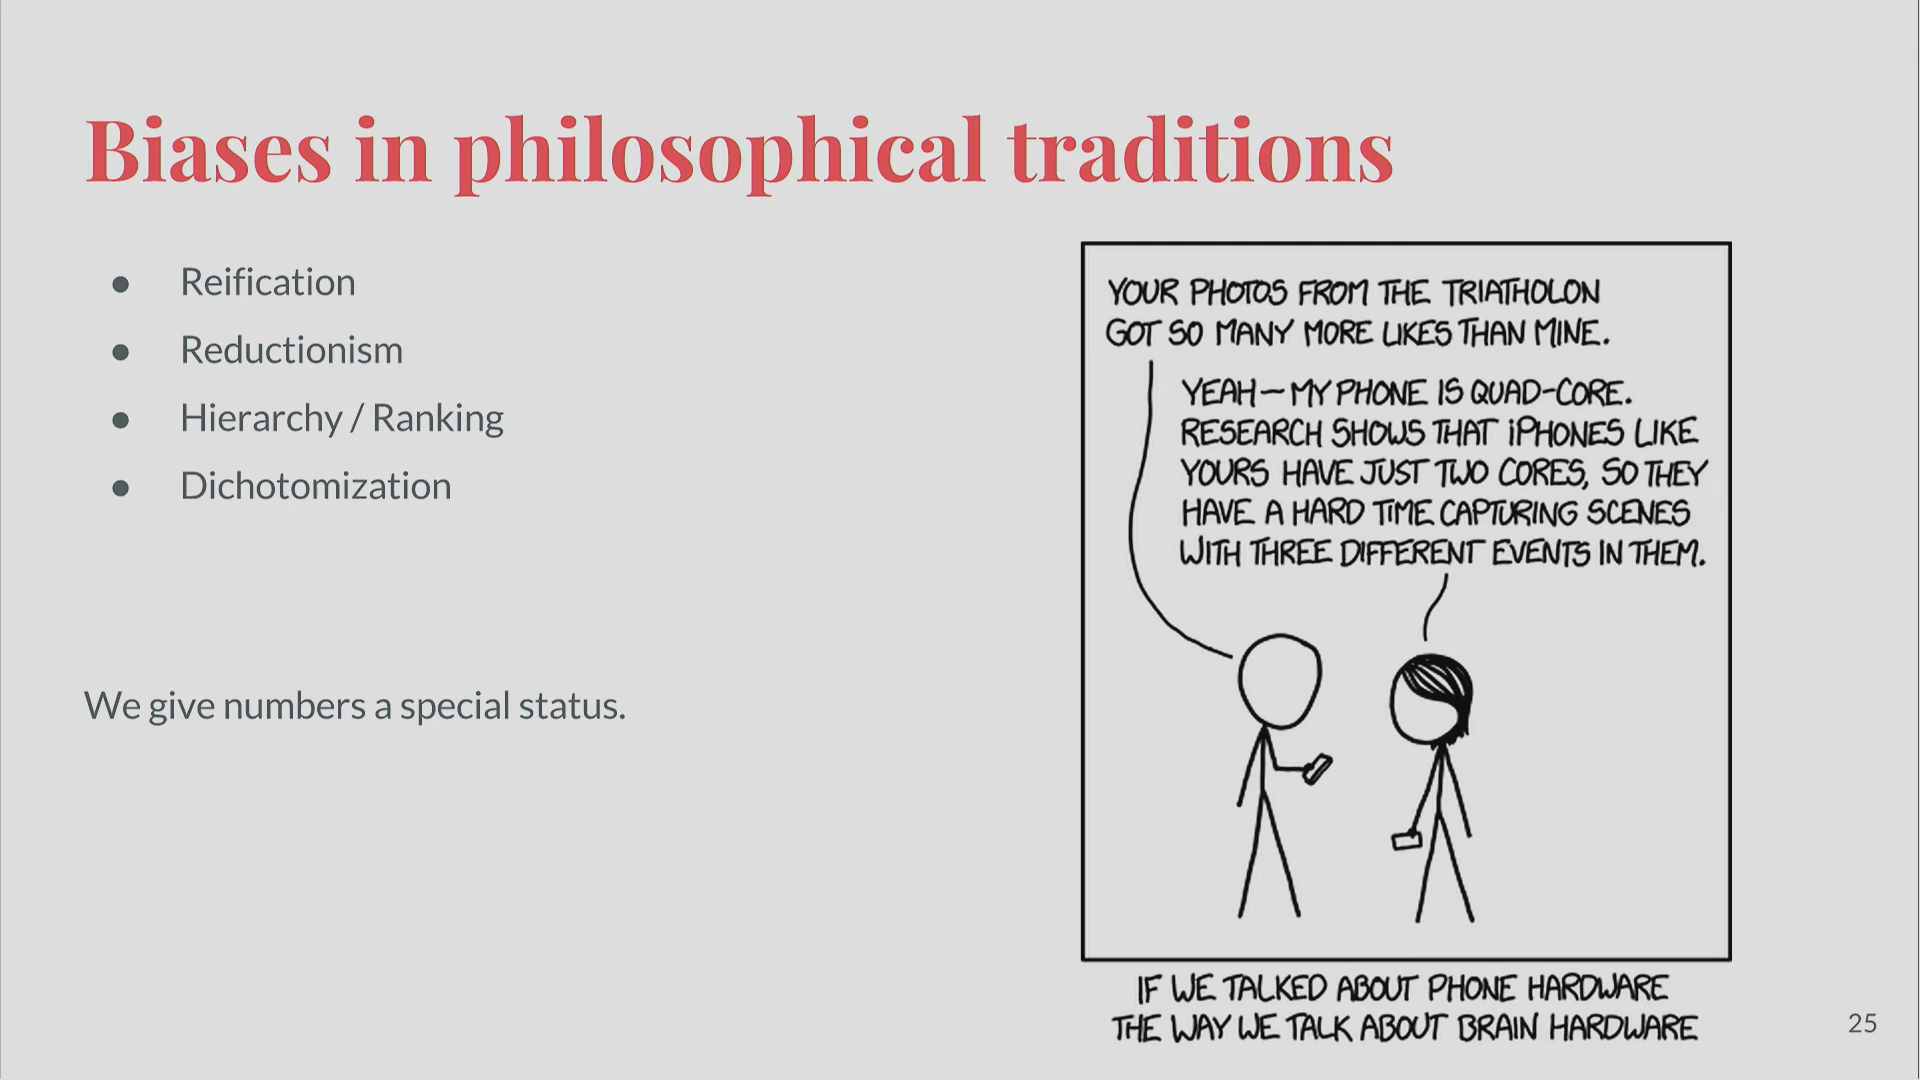 Biases in philosophical traditions
● Reification
● Reductionism
● Hierarchy / Ranking
● Dichotomization
We give numbers a special status.
YOUR PHOTOS FROM THE TRIATHOLON
GOT SO MANY MORE LIKES THAN MINE.
YEAH—MY PHONE IS QUAD-CORE.
RESEARCH SHOWS THAT iPHONES LIKE
YOURS HAVE JUST TWO CORES, SO THEY
HAVE A HARD TIME CAPTURING SCENES
WITH THREE DIFFERENT EVENTS IN THEM.
IF WE TALKED ABOUT PHONE HARDWARE
THE WAY WE TALK ABOUT BRAIN HARDWARE
25